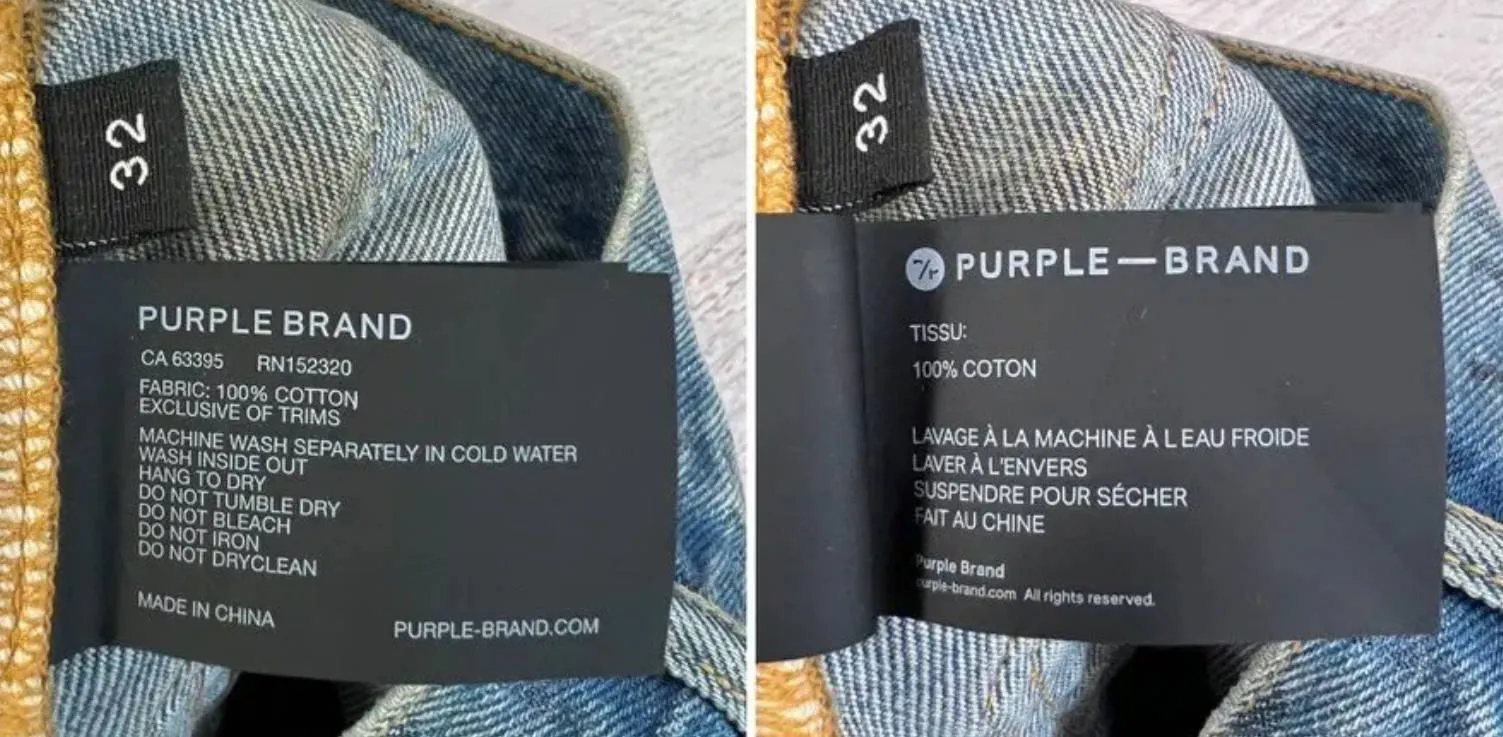 32
PURPLE BRAND
CA 63395 RN152320
FABRIC: 100% COTTON
EXCLUSIVE OF TRIMS
MACHINE WASH SEPARATELY IN COLD WATER
WASH INSIDE OUT
HANG TO DRY
DO NOT TUMBLE DRY
DO NOT BLEACH
DO NOT IRON
DO NOT DRYCLEAN
MADE IN CHINA
PURPLE-BRAND.COM
32
PURPLE — BRAND
TISSU:
100% COTON
LAVAGE À LA MACHINE À L EAU FROIDE
LAVER À L'ENVERS
SUSPENDRE POUR SÉCHER
FAIT AU CHINE
Purple Brand
purple-brand.com All rights reserved.